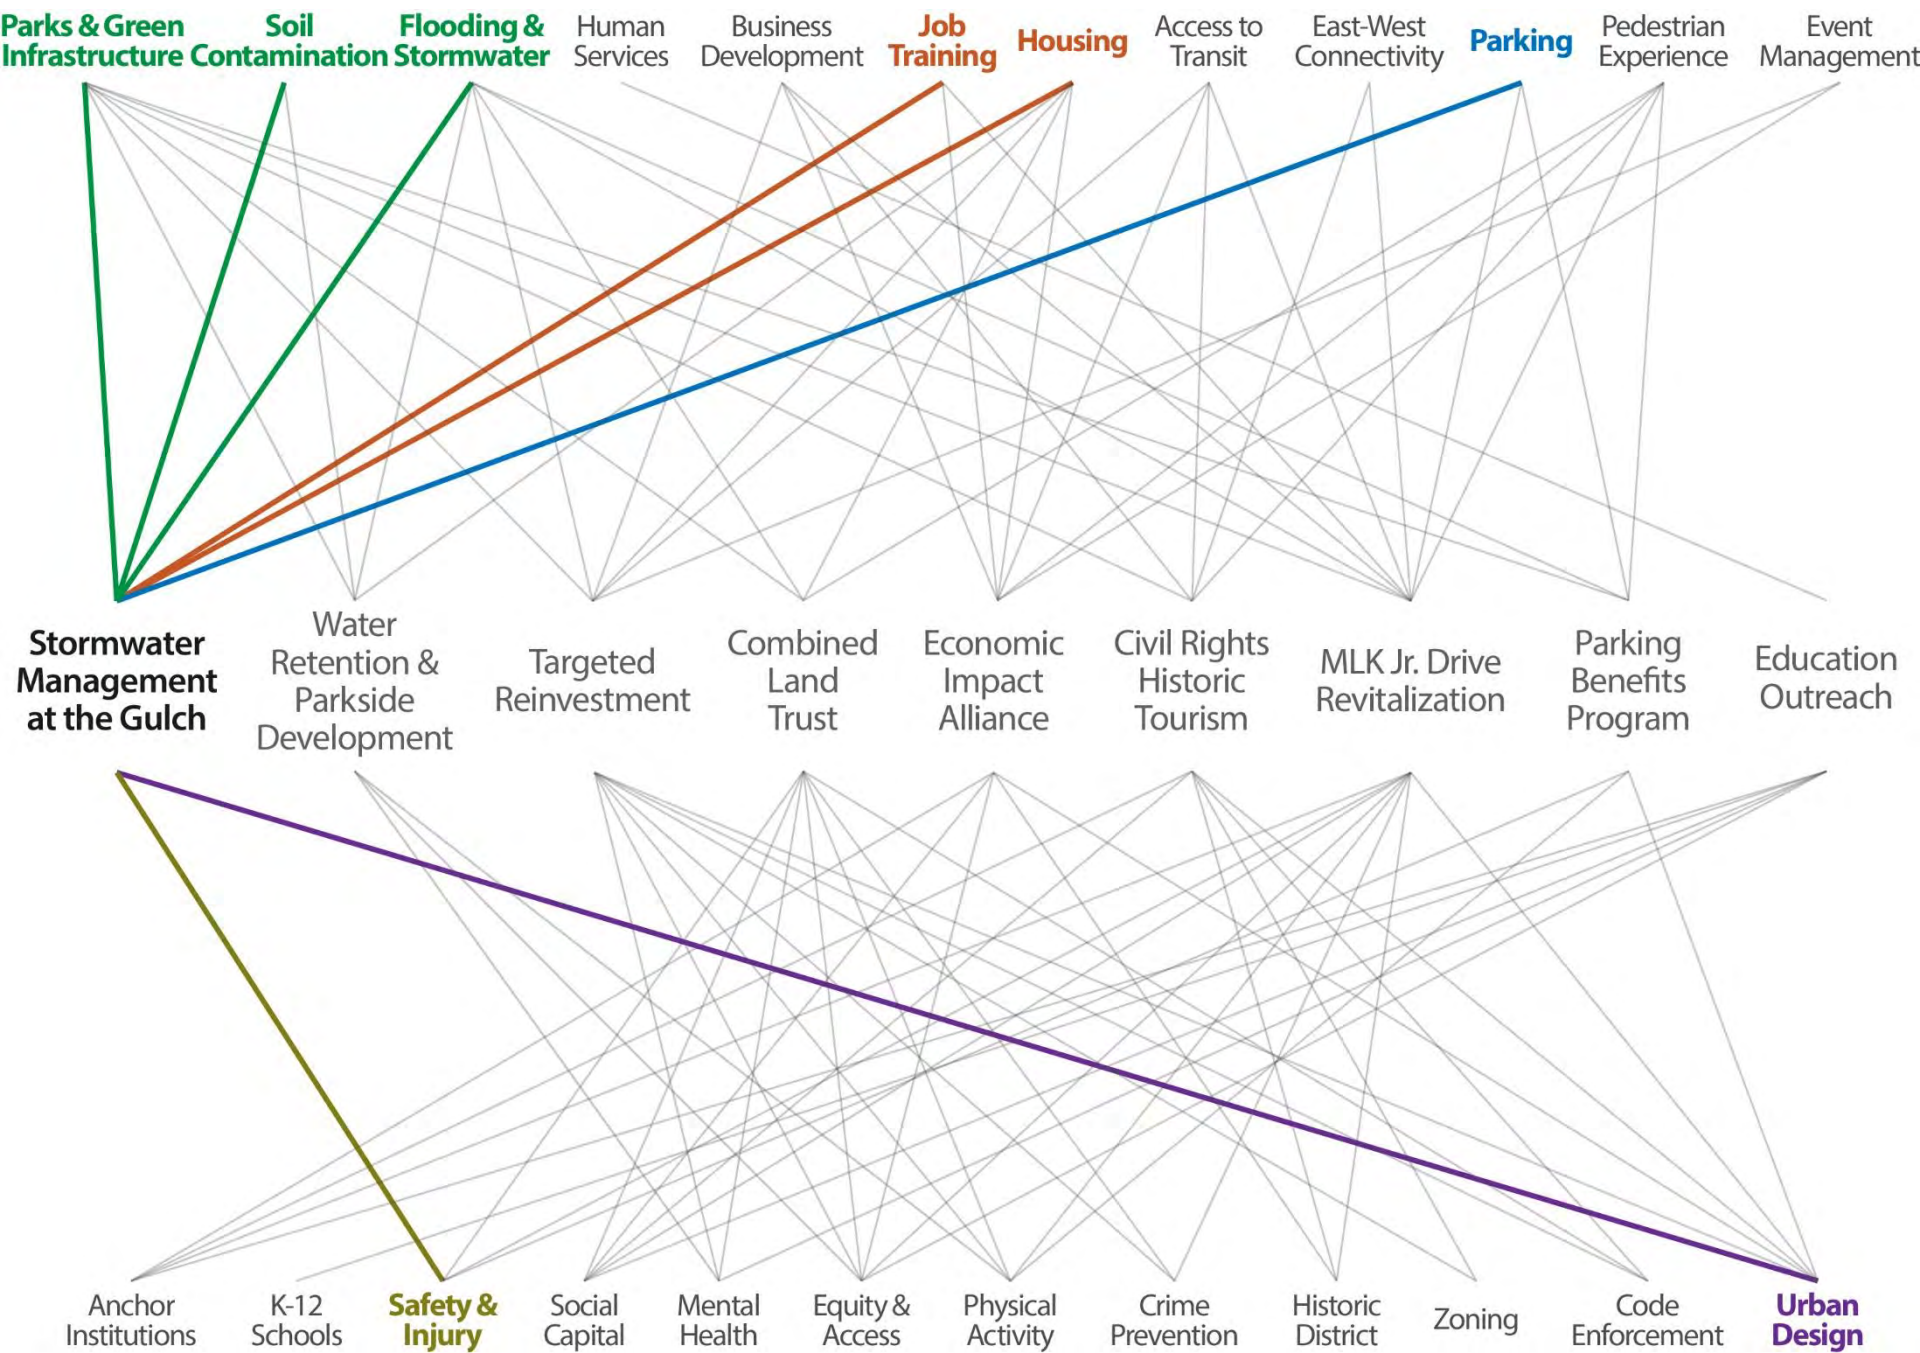 Parks & Green
Infrastructure
Soil
Contamination
Flooding &
Stormwater
Human
Services
Business
Development
Job
Training
Housing
Access to
Transit
East-West
Connectivity
Parking
Pedestrian
Experience
Event
Management
Stormwater
Management
at the Gulch
Water
Retention &
Parkside
Development
Targeted
Reinvestment
Combined
Land
Trust
Economic
Impact
Alliance
Civil Rights
Historic
Tourism
MLK Jr. Drive
Revitalization
Parking
Benefits
Program
Education
Outreach
Anchor
Institutions
K-12
Schools
Safety &
Injury
Social
Capital
Mental
Health
Equity &
Access
Physical
Activity
Crime
Prevention
Historic
District
Zoning
Code
Enforcement
Urban
Design